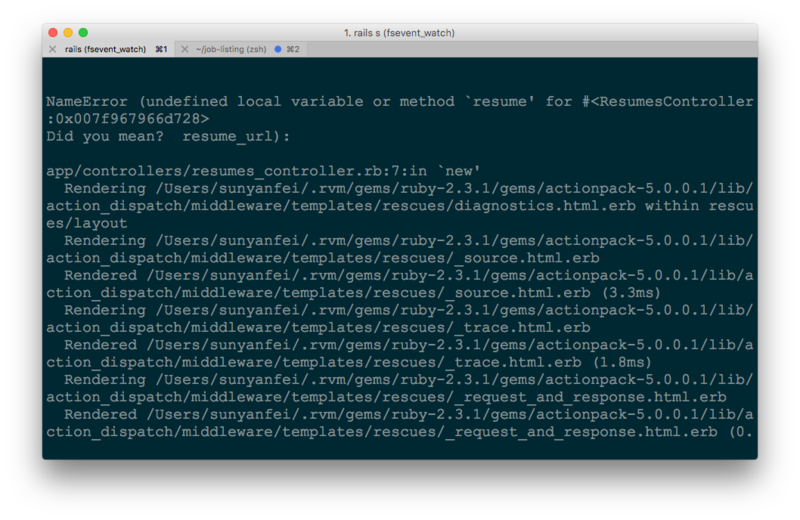 1. rails s (fsevent_watch)
rails (fsevent_watch) ⌘1 ~/job-listing (zsh) ⌘2
NameError (undefined local variable or method `resume' for #<ResumesController
:0x007f967966d728>
Did you mean?  resume_url):
app/controllers/resumes_controller.rb:7:in `new'
Rendering /Users/sunyanfei/.rvm/gems/ruby-2.3.1/gems/actionpack-5.0.0.1/lib/
action_dispatch/middleware/templates/rescues/diagnostics.html.erb within rescu
es/layout
Rendering /Users/sunyanfei/.rvm/gems/ruby-2.3.1/gems/actionpack-5.0.0.1/lib/
action_dispatch/middleware/templates/rescues/_source.html.erb
Rendered /Users/sunyanfei/.rvm/gems/ruby-2.3.1/gems/actionpack-5.0.0.1/lib/a
ction_dispatch/middleware/templates/rescues/_source.html.erb (3.3ms)
Rendering /Users/sunyanfei/.rvm/gems/ruby-2.3.1/gems/actionpack-5.0.0.1/lib/
action_dispatch/middleware/templates/rescues/_trace.html.erb
Rendered /Users/sunyanfei/.rvm/gems/ruby-2.3.1/gems/actionpack-5.0.0.1/lib/a
ction_dispatch/middleware/templates/rescues/_trace.html.erb (1.8ms)
Rendering /Users/sunyanfei/.rvm/gems/ruby-2.3.1/gems/actionpack-5.0.0.1/lib/
action_dispatch/middleware/templates/rescues/_request_and_response.html.erb
Rendered /Users/sunyanfei/.rvm/gems/ruby-2.3.1/gems/actionpack-5.0.0.1/lib/a
ction_dispatch/middleware/templates/rescues/_request_and_response.html.erb (0.